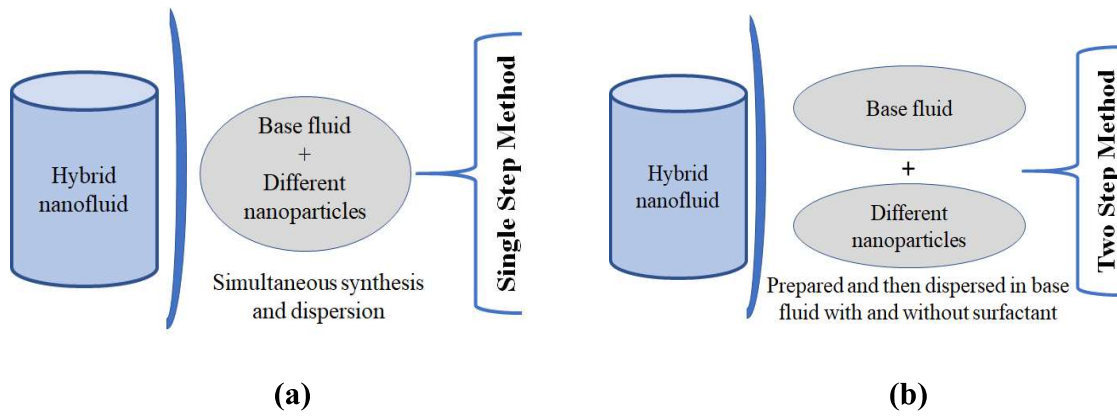 Hybrid
nanofluid
Base fluid
+
Different
nanoparticles
Simultaneous synthesis
and dispersion
Single Step Method
(a)
Hybrid
nanofluid
Base fluid
+
Different
nanoparticles
Prepared and then dispersed in base
fluid with and without surfactant
Two Step Method
(b)